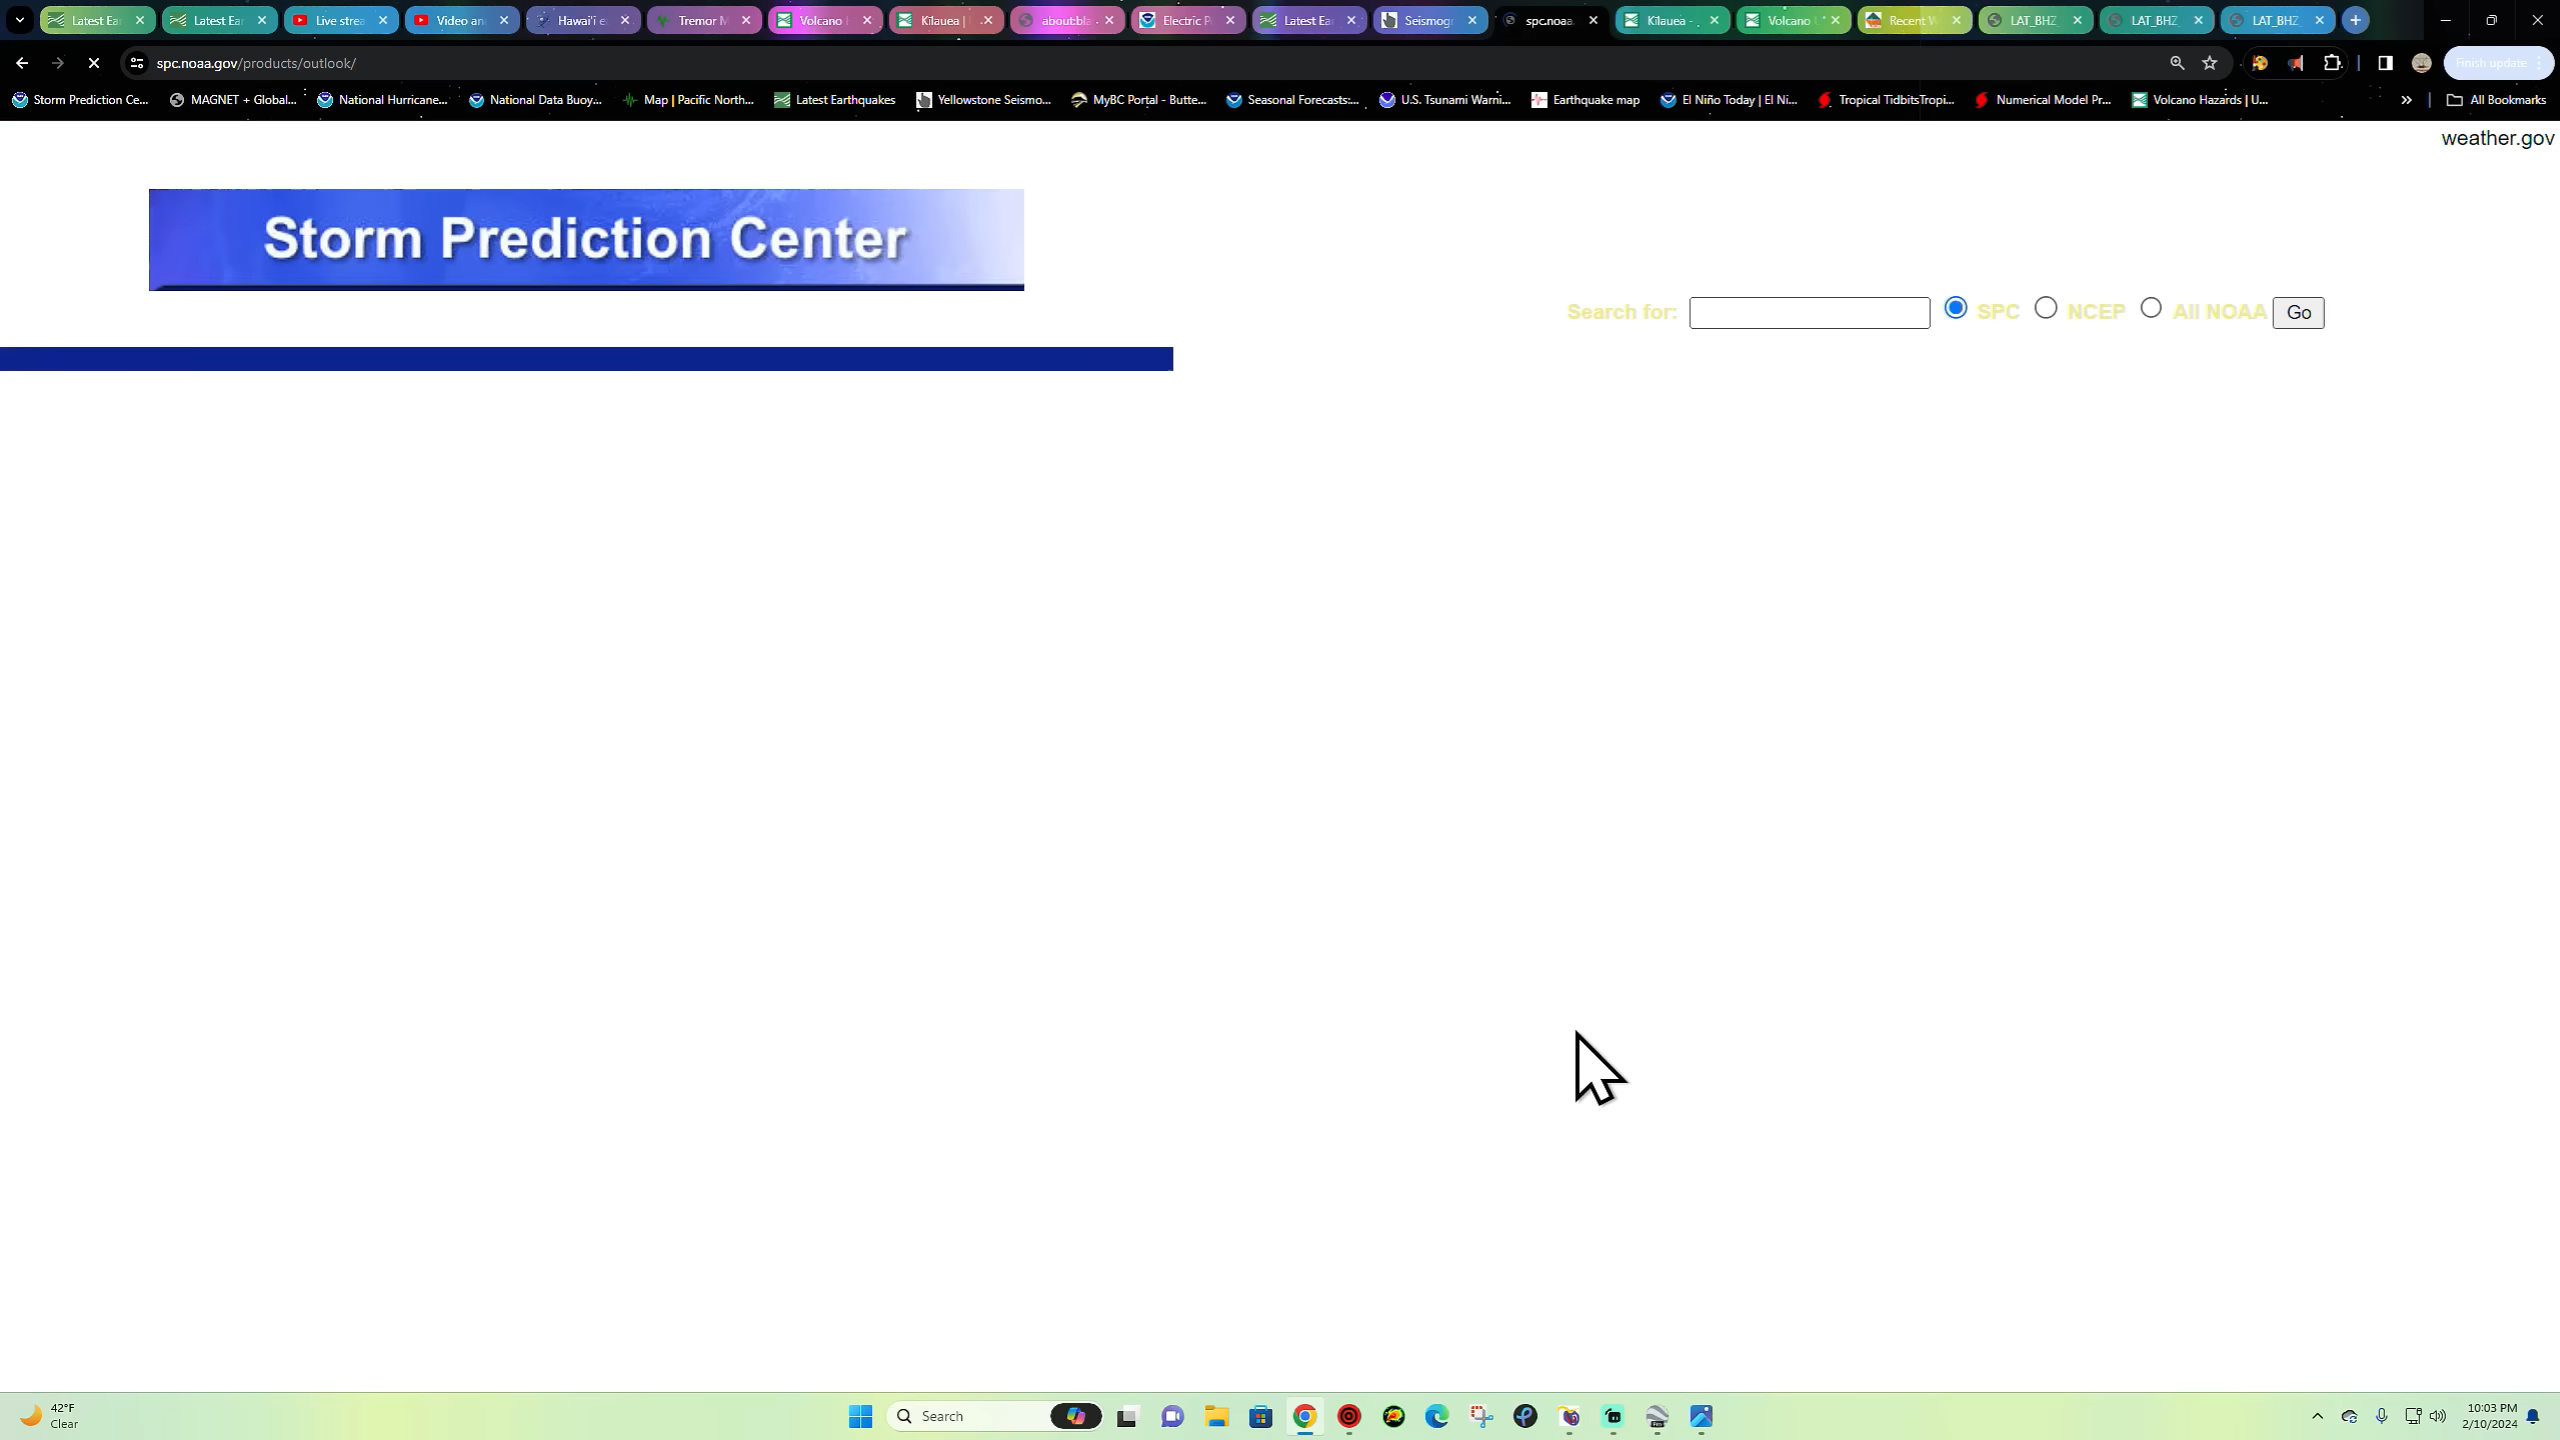 Latest Ear
Latest Ear
Live strea
Video an
Hawai'i e
Tremor M
Volcano
Kīlauea |
about:bla
Electric P
Latest Ea
Seismogr
spc.noaa.
Kīlauea -
Volcano
Recent
LAT_BHZ
LAT_BHZ
LAT_BHZ
spc.noaa.gov/products/outlook/
Finish update
Storm Prediction Ce...
MAGNET + Global...
National Hurricane...
National Data Buoy...
Map | Pacific North...
Latest Earthquakes
Yellowstone Seismo...
MyBC Portal - Butte...
Seasonal Forecasts:...
U.S. Tsunami Warni...
Earthquake map
El Niño Today | El Ni...
Tropical TidbitsTropi...
Numerical Model Pr...
Volcano Hazards | U...
All Bookmarks
weather.gov
Storm Prediction Center
Search for: SPC NCEP All NOAA Go
42°F
Clear
Search
10:03 PM
2/10/2024